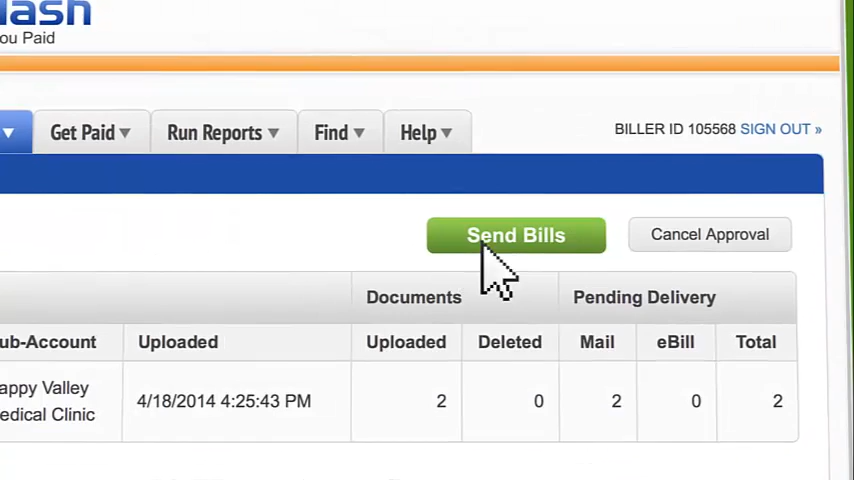 lash
ou Paid
Get Paid ▼ Run Reports ▼ Find ▼ Help ▼
BILLER ID 105568 SIGN OUT »
Send Bills Cancel Approval
Documents Pending Delivery
ub-Account Uploaded Uploaded Deleted Mail eBill Total
appy Valley
edical Clinic
4/18/2014 4:25:43 PM 2 0 2 0 2